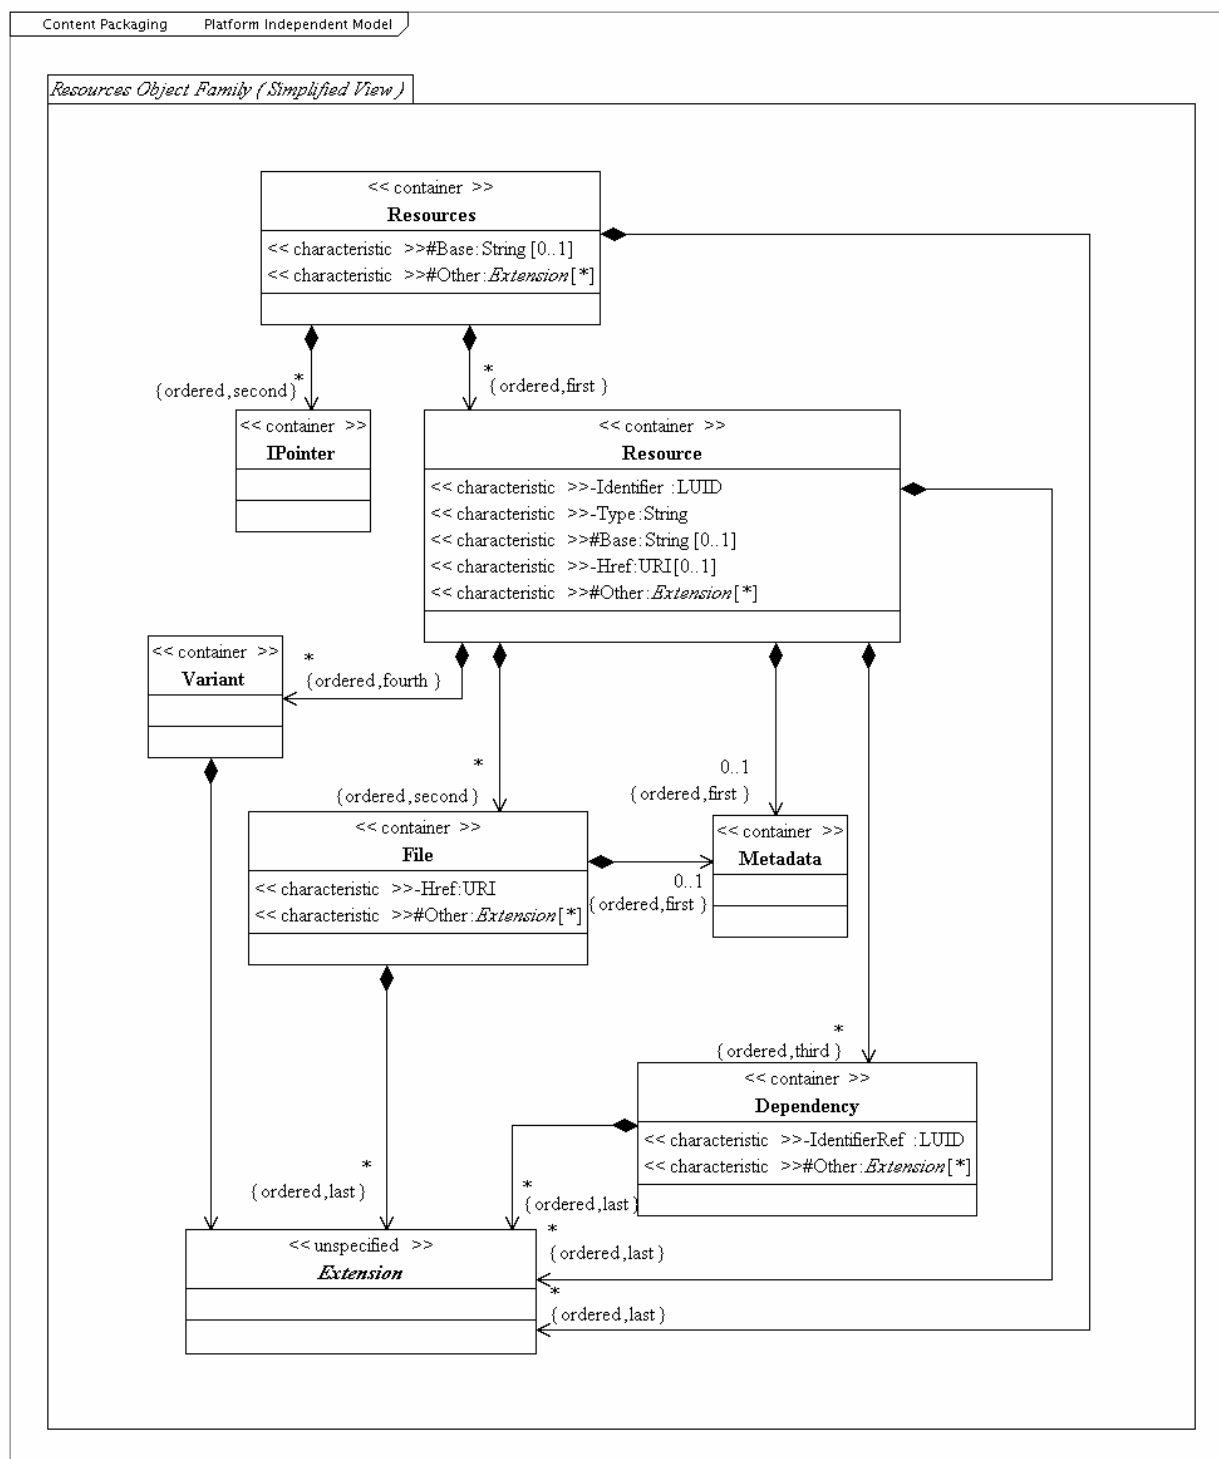 Content Packaging Platform Independent Model
Resources Object Family ( Simplified View )
<< container >>
Resources
<< characteristic >>#Base:String [0..1]
<< characteristic >>#Other:Extension[*]
*
{ordered,second}
*
{ordered,first }
<< container >>
IPointer
<< container >>
Resource
<< characteristic >>-Identifier :LUID
<< characteristic >>-Type:String
<< characteristic >>#Base:String [0..1]
<< characteristic >>-Href:URI[0..1]
<< characteristic >>#Other:Extension[*]
<< container >>
Variant
*
{ordered,fourth }
*
{ordered,second}
0..1
{ordered,first }
<< container >>
File
<< characteristic >>-Href:URI
<< characteristic >>#Other:Extension[*]
<< container >>
Metadata
0..1
{ordered,first }
*
{ordered,third }
<< container >>
Dependency
<< characteristic >>-IdentifierRef :LUID
<< characteristic >>#Other:Extension[*]
*
{ordered,last}
*
{ordered,last}
*
{ordered,last}
*
{ordered,last}
<< unspecified >>
Extension